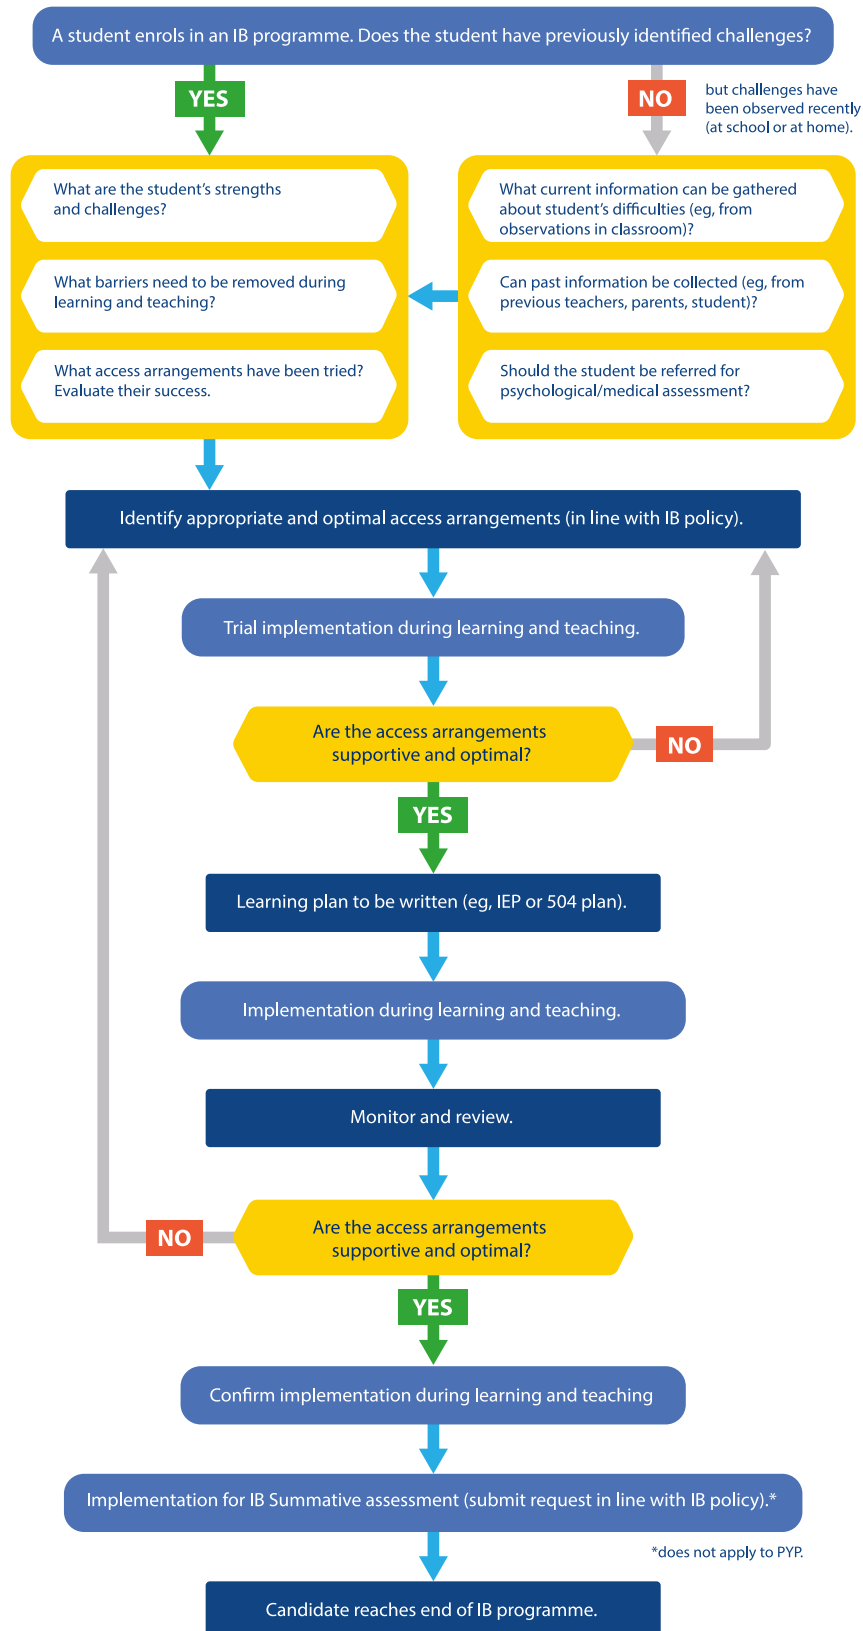 A student enrols in an IB programme. Does the student have previously identified challenges?
YES
NO
but challenges have
been observed recently
(at school or at home).
What are the student's strengths
and challenges?
What barriers need to be removed during
learning and teaching?
What access arrangements have been tried?
Evaluate their success.
What current information can be gathered
about student's difficulties (eg, from
observations in classroom)?
Can past information be collected (eg, from
previous teachers, parents, student)?
Should the student be referred for
psychological/medical assessment?
Identify appropriate and optimal access arrangements (in line with IB policy).
Trial implementation during learning and teaching.
Are the access arrangements
supportive and optimal?
NO
YES
Learning plan to be written (eg, IEP or 504 plan).
Implementation during learning and teaching.
Monitor and review.
Are the access arrangements
supportive and optimal?
NO
YES
Confirm implementation during learning and teaching
Implementation for IB Summative assessment (submit request in line with IB policy).*
*does not apply to PYP.
Candidate reaches end of IB programme.